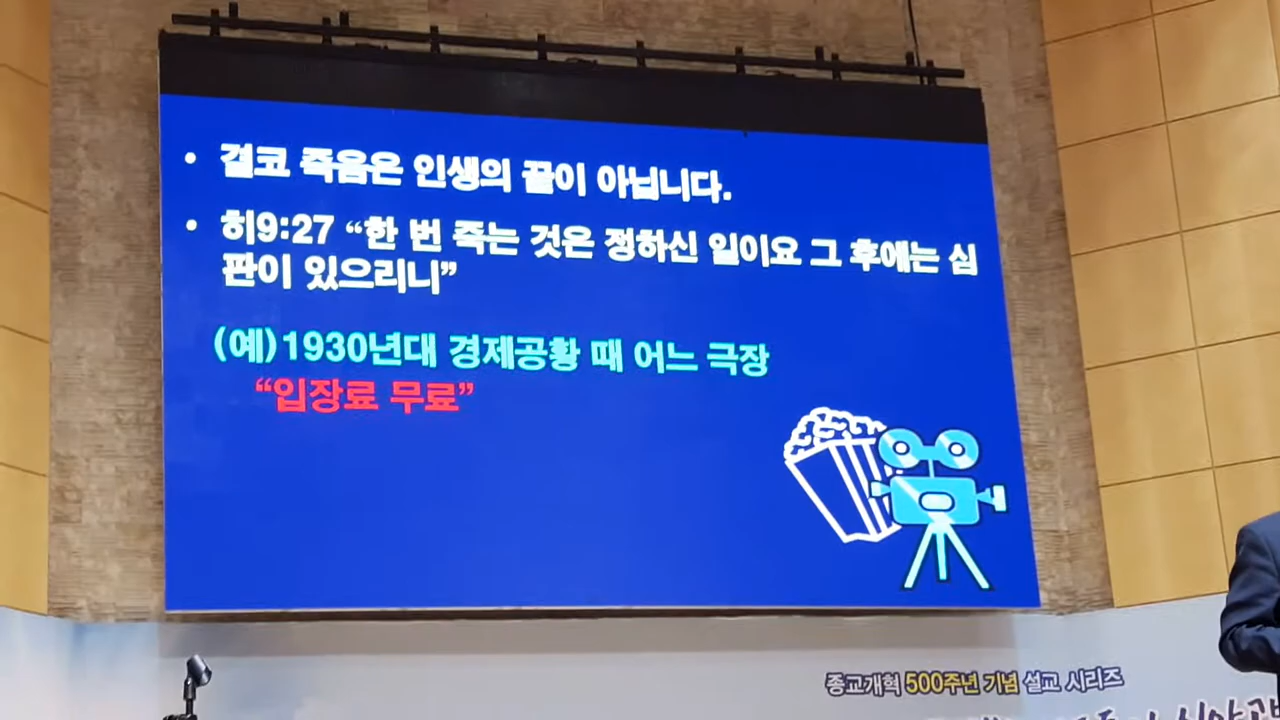 • 결코 죽음은 인생의 끝이 아닙니다.
• 히9:27 “한 번 죽는 것은 정하신 일이요 그 후에는 심
판이 있으리니”
(예)1930년대 경제공황 때 어느 극장
“입장료 무료”
종교개혁 500주년 기념 설교 시리즈